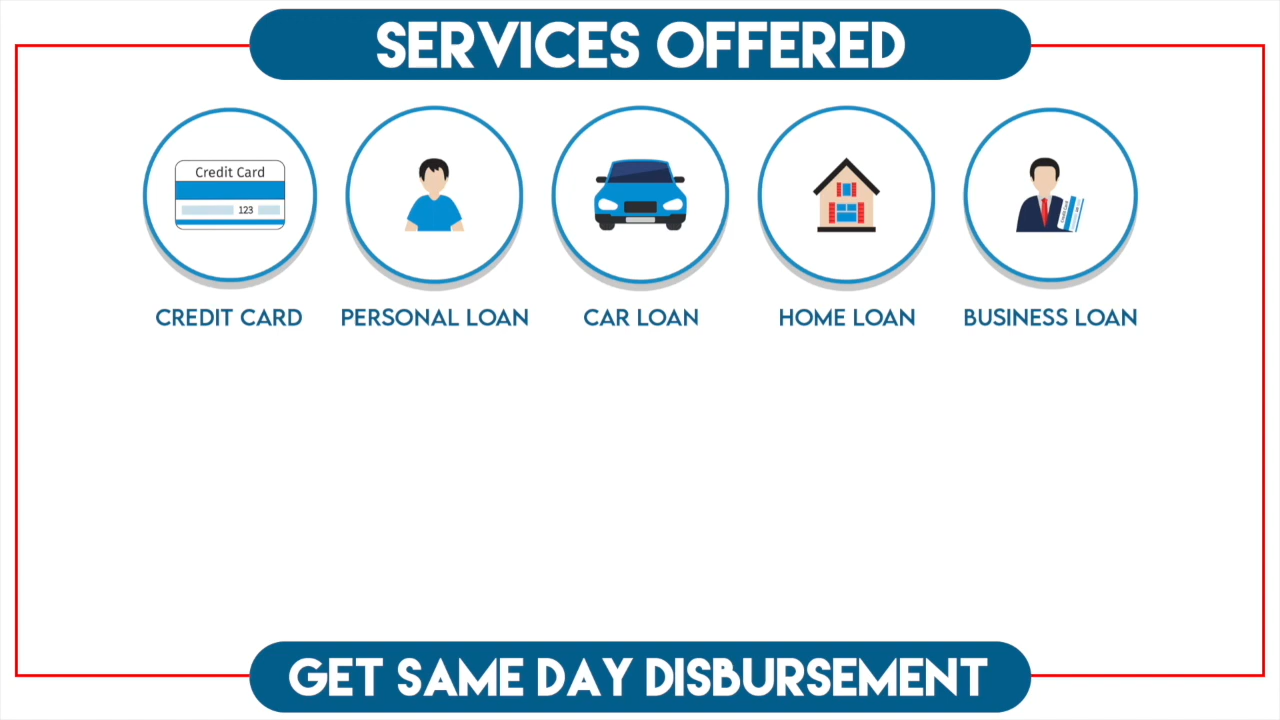 SERVICES OFFERED
Credit Card
123
CREDIT CARD
PERSONAL LOAN
CAR LOAN
HOME LOAN
BUSINESS LOAN
GET SAME DAY DISBURSEMENT